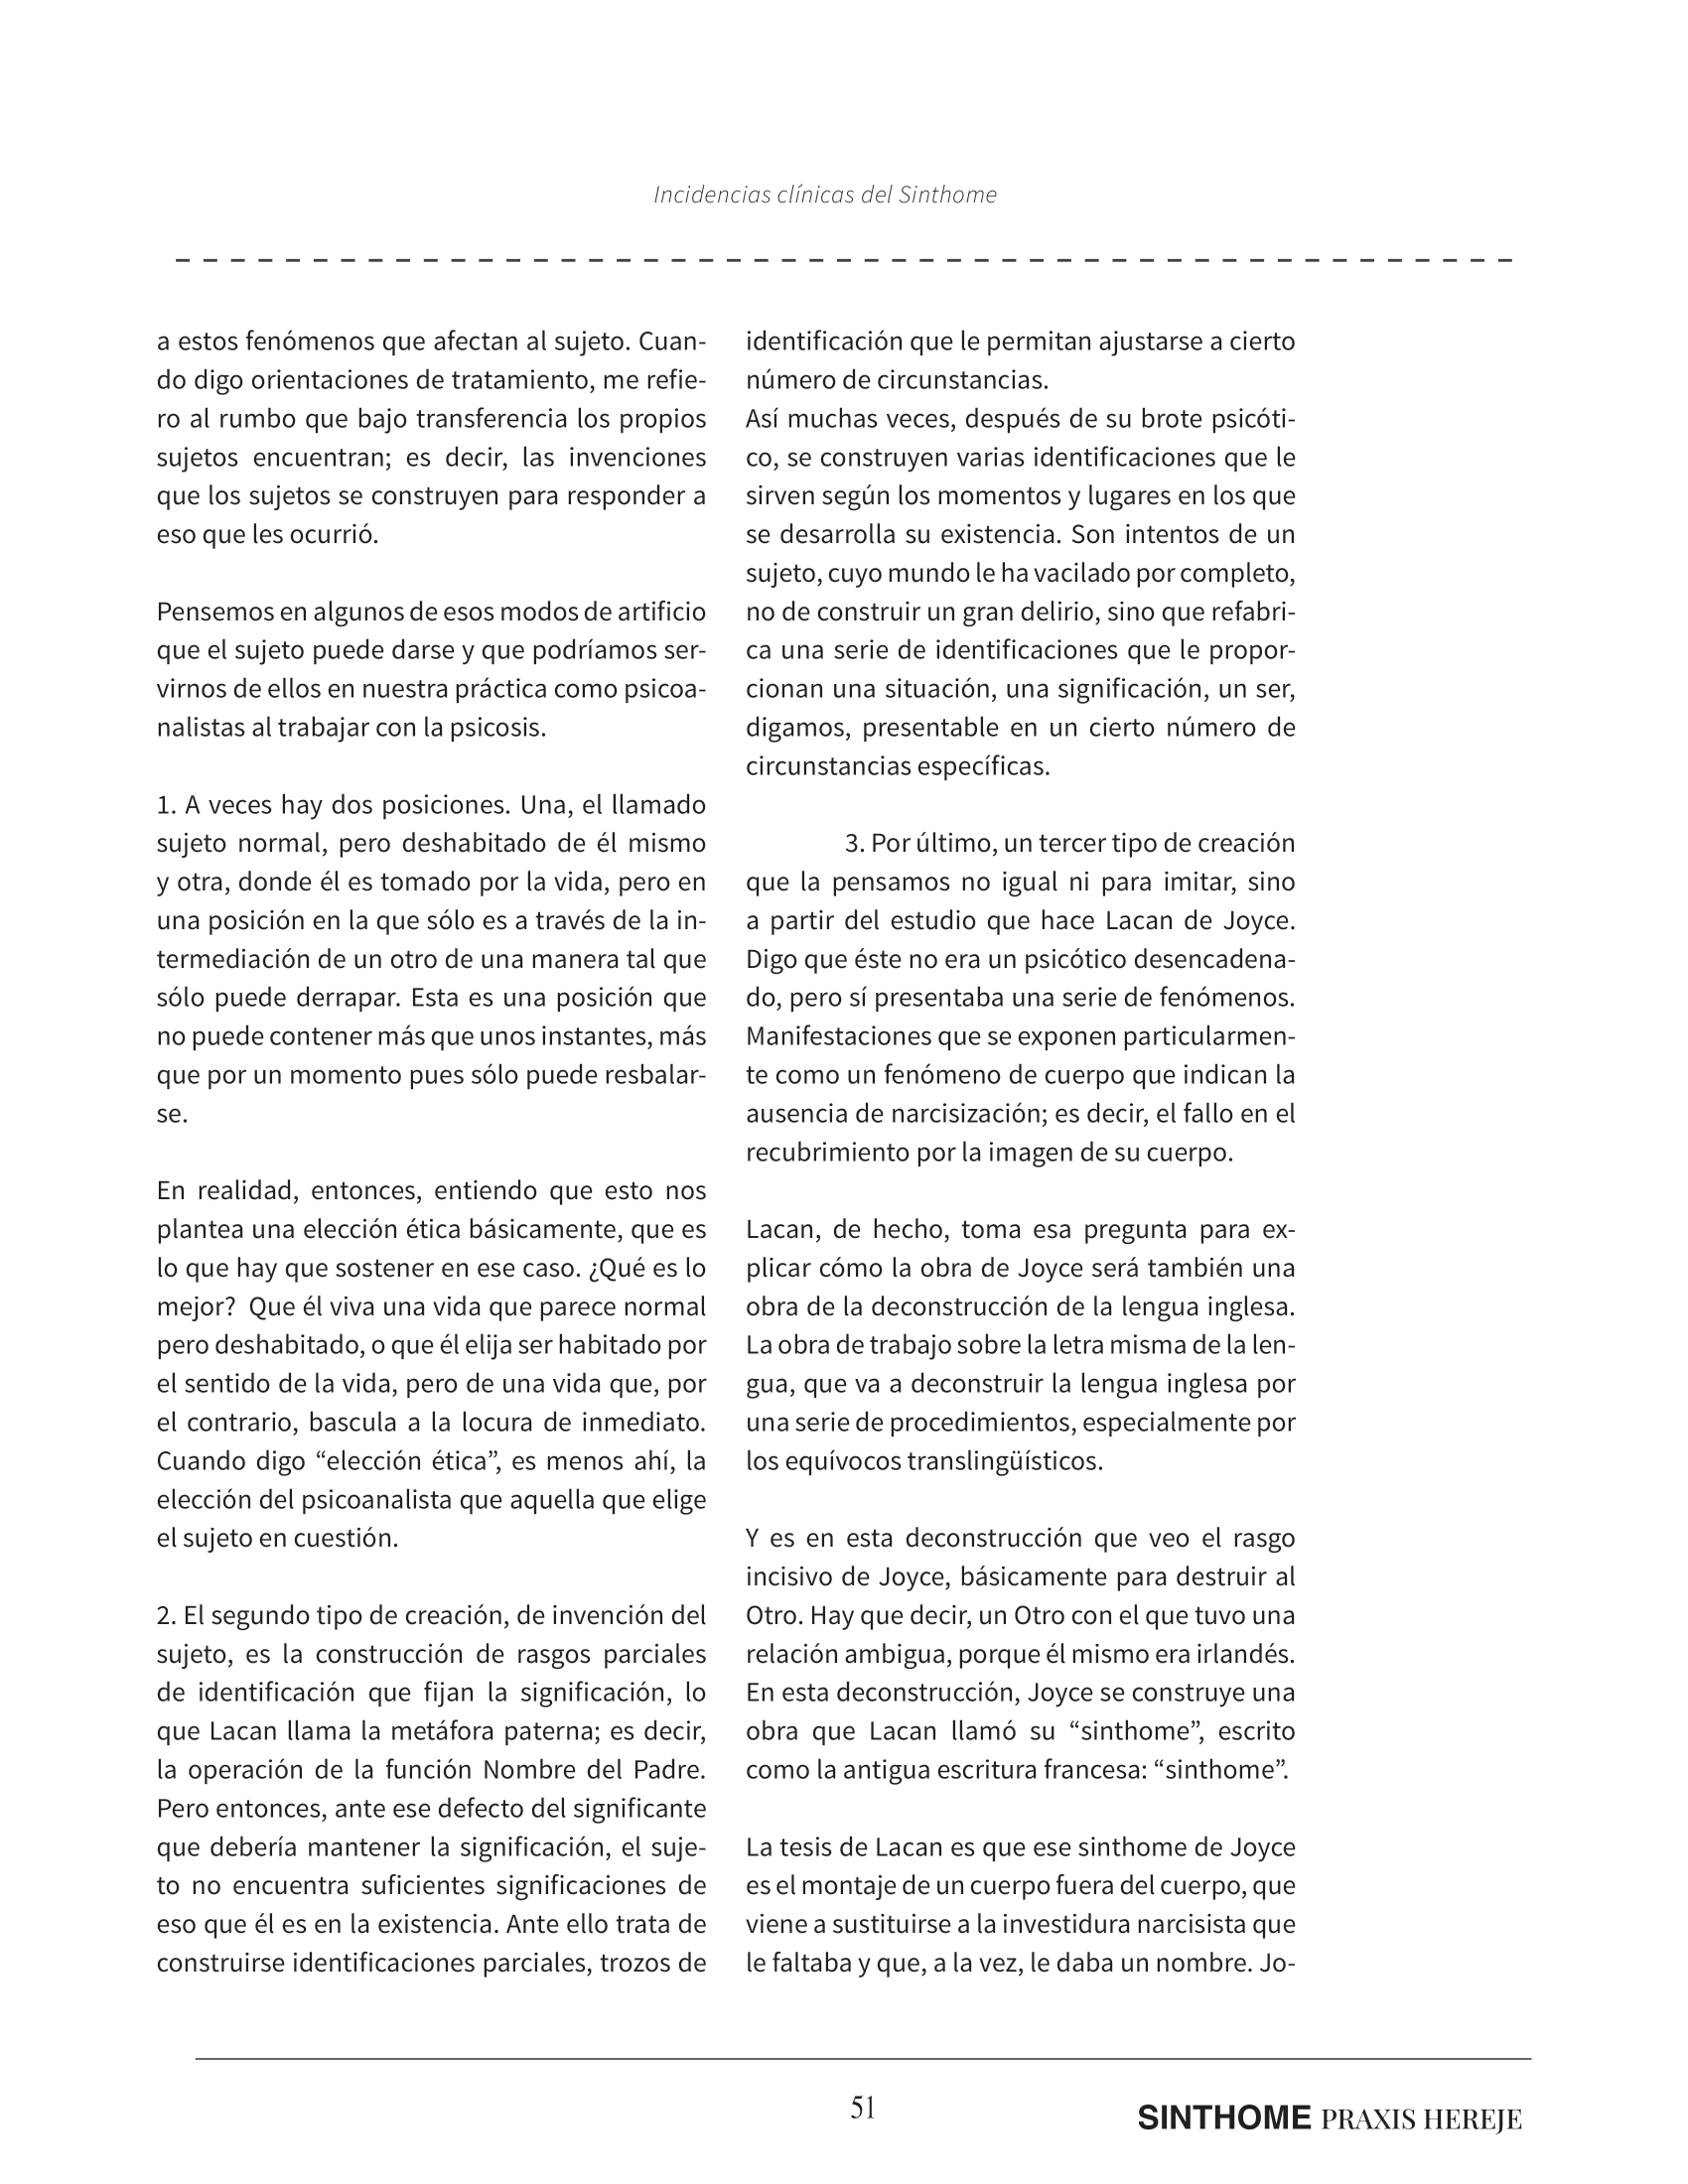 Incidencias clínicas del Sinthome
a estos fenómenos que afectan al sujeto. Cuan-
do digo orientaciones de tratamiento, me refie-
ro al rumbo que bajo transferencia los propios
sujetos encuentran; es decir, las invenciones
que los sujetos se construyen para responder a
eso que les ocurrió.
Pensemos en algunos de esos modos de artificio
que el sujeto puede darse y que podríamos ser-
virnos de ellos en nuestra práctica como psicoa-
nalistas al trabajar con la psicosis.
1. A veces hay dos posiciones. Una, el llamado
sujeto normal, pero deshabitado de él mismo
y otra, donde él es tomado por la vida, pero en
una posición en la que sólo es a través de la in-
termediación de un otro de una manera tal que
sólo puede derrapar. Esta es una posición que
no puede contener más que unos instantes, más
que por un momento pues sólo puede resbalar-
se.
En realidad, entonces, entiendo que esto nos
plantea una elección ética básicamente, que es
lo que hay que sostener en ese caso. ¿Qué es lo
mejor?  Que él viva una vida que parece normal
pero deshabitado, o que él elija ser habitado por
el sentido de la vida, pero de una vida que, por
el contrario, bascula a la locura de inmediato.
Cuando digo “elección ética”, es menos ahí, la
elección del psicoanalista que aquella que elige
el sujeto en cuestión.
2. El segundo tipo de creación, de invención del
sujeto, es la construcción de rasgos parciales
de identificación que fijan la significación, lo
que Lacan llama la metáfora paterna; es decir,
la operación de la función Nombre del Padre.
Pero entonces, ante ese defecto del significante
que debería mantener la significación, el suje-
to no encuentra suficientes significaciones de
eso que él es en la existencia. Ante ello trata de
construirse identificaciones parciales, trozos de
identificación que le permitan ajustarse a cierto
número de circunstancias.
Así muchas veces, después de su brote psicóti-
co, se construyen varias identificaciones que le
sirven según los momentos y lugares en los que
se desarrolla su existencia. Son intentos de un
sujeto, cuyo mundo le ha vacilado por completo,
no de construir un gran delirio, sino que refabri-
ca una serie de identificaciones que le propor-
cionan una situación, una significación, un ser,
digamos, presentable en un cierto número de
circunstancias específicas.
3. Por último, un tercer tipo de creación
que la pensamos no igual ni para imitar, sino
a partir del estudio que hace Lacan de Joyce.
Digo que éste no era un psicótico desencadena-
do, pero sí presentaba una serie de fenómenos.
Manifestaciones que se exponen particularmen-
te como un fenómeno de cuerpo que indican la
ausencia de narcisización; es decir, el fallo en el
recubrimiento por la imagen de su cuerpo.
Lacan, de hecho, toma esa pregunta para ex-
plicar cómo la obra de Joyce será también una
obra de la deconstrucción de la lengua inglesa.
La obra de trabajo sobre la letra misma de la len-
gua, que va a deconstruir la lengua inglesa por
una serie de procedimientos, especialmente por
los equívocos translingüísticos.
Y es en esta deconstrucción que veo el rasgo
incisivo de Joyce, básicamente para destruir al
Otro. Hay que decir, un Otro con el que tuvo una
relación ambigua, porque él mismo era irlandés.
En esta deconstrucción, Joyce se construye una
obra que Lacan llamó su “sinthome”, escrito
como la antigua escritura francesa: “sinthome”.
La tesis de Lacan es que ese sinthome de Joyce
es el montaje de un cuerpo fuera del cuerpo, que
viene a sustituirse a la investidura narcisista que
le faltaba y que, a la vez, le daba un nombre. Jo-
51
SINTHOME PRAXIS HEREJE